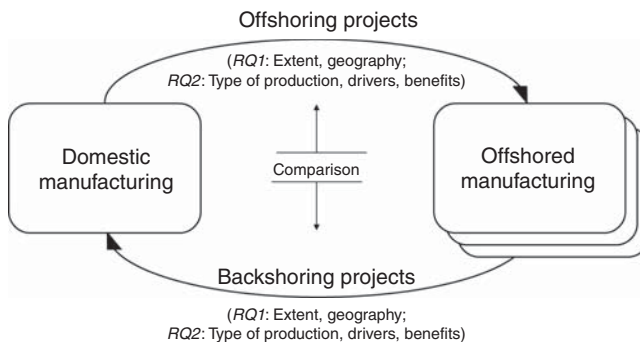 Offshoring projects
(RQ1: Extent, geography;
RQ2: Type of production, drivers, benefits)
Domestic
manufacturing
Comparison
Offshored
manufacturing
Backshoring projects
(RQ1: Extent, geography;
RQ2: Type of production, drivers, benefits)